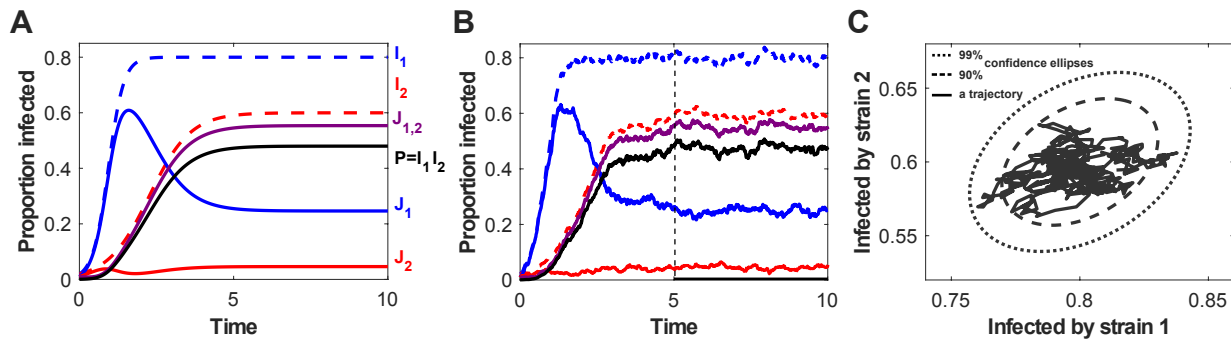 A
Proportion infected
0.8
0.6
0.4
0.2
0
0
5
10
Time
I1
I2
J1,2
P=I1I2
J1
J2
B
Proportion infected
0.8
0.6
0.4
0.2
0
0
5
10
Time
C
Infected by strain 2
0.65
0.6
0.55
99%
confidence ellipses
90%
a trajectory
0.75
0.8
0.85
Infected by strain 1